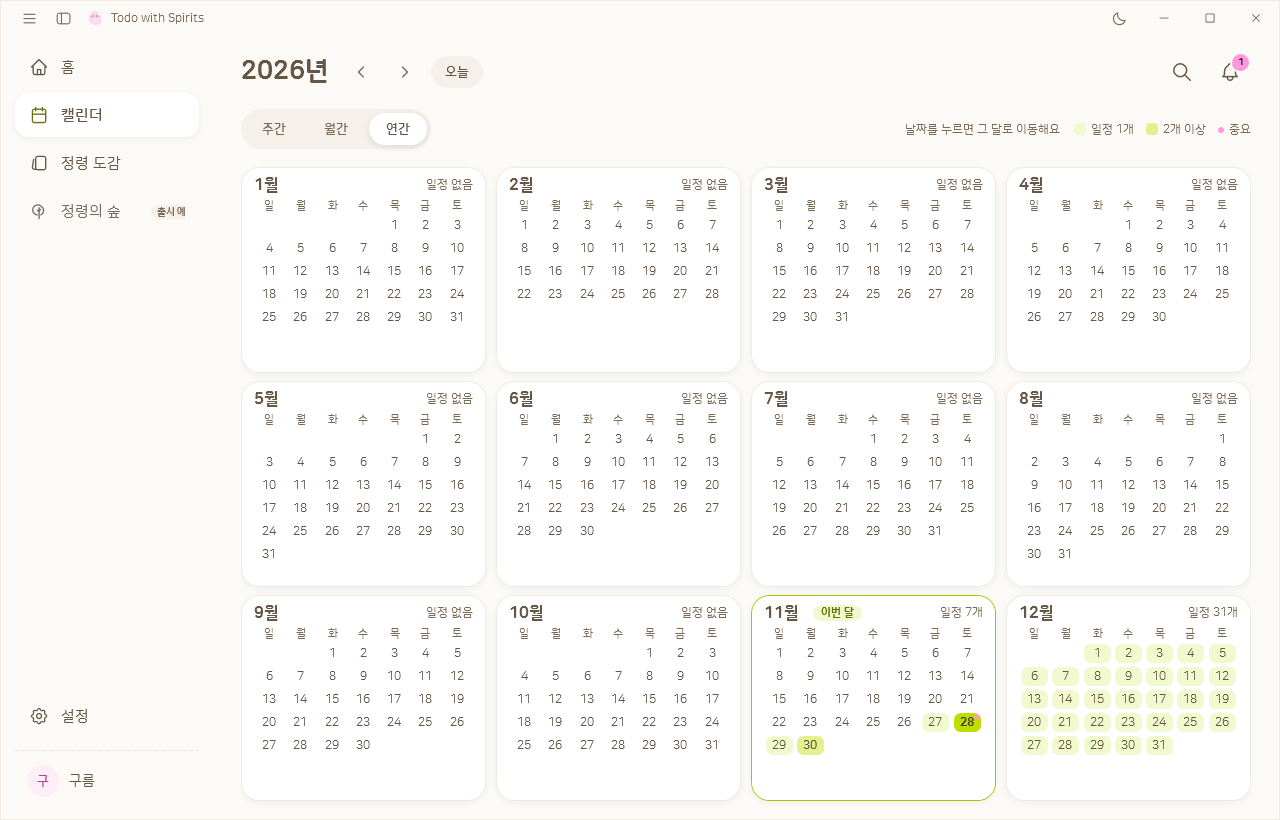 Todo with Spirits
홈
캘린더
정령 도감
정령의 숲 출시 예
설정
구 구름
2026년 오늘
1
주간 월간 연간
날짜를 누르면 그 달로 이동해요 일정 1개 2개 이상 중요
1월 일정 없음
일 월 화 수 목 금 토
1 2 3
4 5 6 7 8 9 10
11 12 13 14 15 16 17
18 19 20 21 22 23 24
25 26 27 28 29 30 31
2월 일정 없음
일 월 화 수 목 금 토
1 2 3 4 5 6 7
8 9 10 11 12 13 14
15 16 17 18 19 20 21
22 23 24 25 26 27 28
3월 일정 없음
일 월 화 수 목 금 토
1 2 3 4 5 6 7
8 9 10 11 12 13 14
15 16 17 18 19 20 21
22 23 24 25 26 27 28
29 30 31
4월 일정 없음
일 월 화 수 목 금 토
1 2 3 4
5 6 7 8 9 10 11
12 13 14 15 16 17 18
19 20 21 22 23 24 25
26 27 28 29 30
5월 일정 없음
일 월 화 수 목 금 토
1 2
3 4 5 6 7 8 9
10 11 12 13 14 15 16
17 18 19 20 21 22 23
24 25 26 27 28 29 30
31
6월 일정 없음
일 월 화 수 목 금 토
1 2 3 4 5 6
7 8 9 10 11 12 13
14 15 16 17 18 19 20
21 22 23 24 25 26 27
28 29 30
7월 일정 없음
일 월 화 수 목 금 토
1 2 3 4
5 6 7 8 9 10 11
12 13 14 15 16 17 18
19 20 21 22 23 24 25
26 27 28 29 30 31
8월 일정 없음
일 월 화 수 목 금 토
1
2 3 4 5 6 7 8
9 10 11 12 13 14 15
16 17 18 19 20 21 22
23 24 25 26 27 28 29
30 31
9월 일정 없음
일 월 화 수 목 금 토
1 2 3 4 5
6 7 8 9 10 11 12
13 14 15 16 17 18 19
20 21 22 23 24 25 26
27 28 29 30
10월 일정 없음
일 월 화 수 목 금 토
1 2 3
4 5 6 7 8 9 10
11 12 13 14 15 16 17
18 19 20 21 22 23 24
25 26 27 28 29 30 31
11월 이번 달 일정 7개
일 월 화 수 목 금 토
1 2 3 4 5 6 7
8 9 10 11 12 13 14
15 16 17 18 19 20 21
22 23 24 25 26 27 28
29 30
12월 일정 31개
일 월 화 수 목 금 토
1 2 3 4 5
6 7 8 9 10 11 12
13 14 15 16 17 18 19
20 21 22 23 24 25 26
27 28 29 30 31